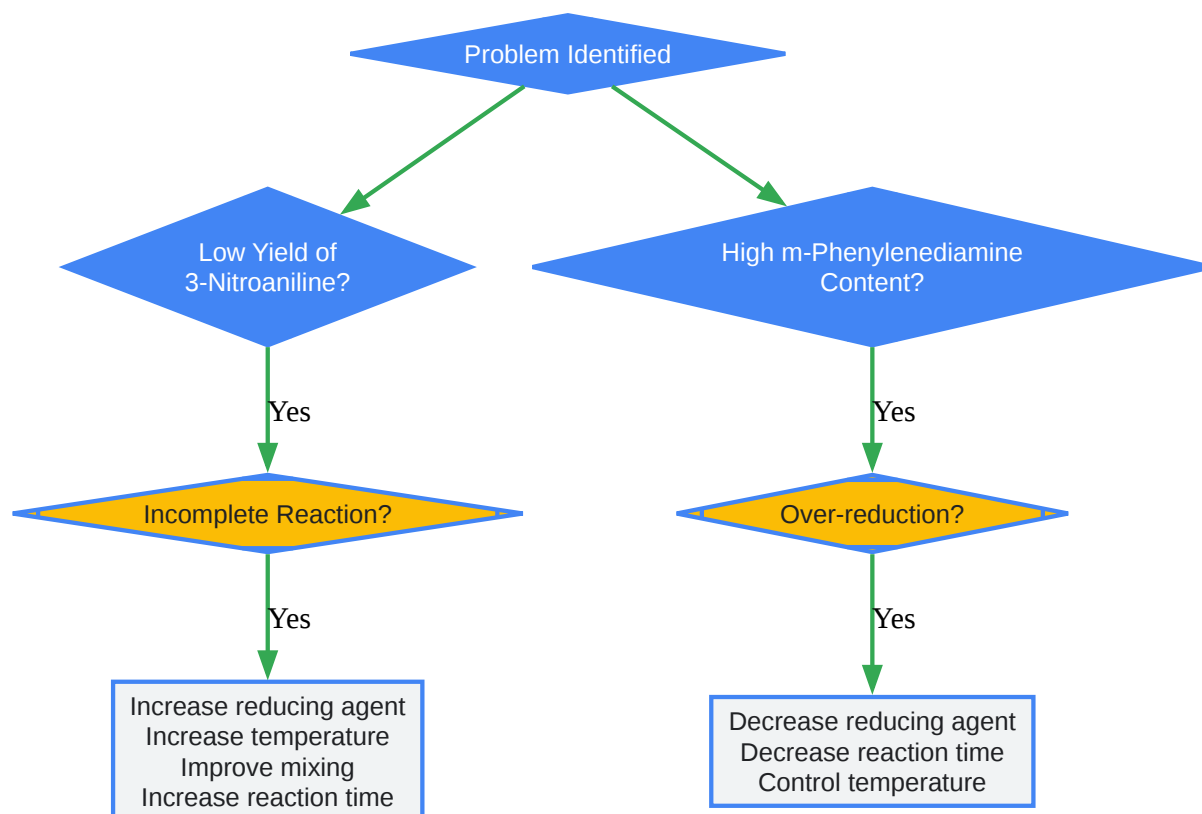 Problem Identified
Low Yield of
3-Nitroaniline?
High m-Phenylenediamine
Content?
Yes
Yes
Incomplete Reaction?
Over-reduction?
Yes
Yes
Increase reducing agent
Increase temperature
Improve mixing
Increase reaction time
Decrease reducing agent
Decrease reaction time
Control temperature